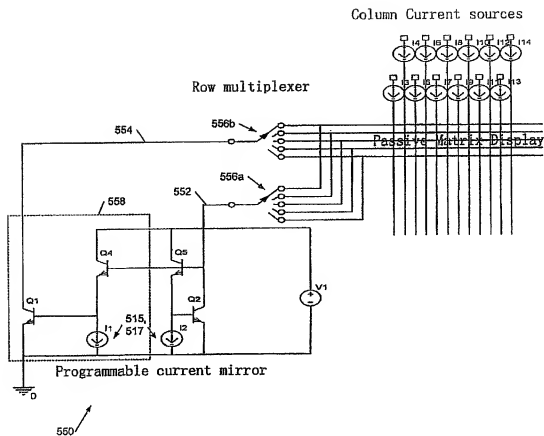 Column Current sources
I4 I6 I8 I10 I12 I14
I3 I5 I7 I9 I11 I13
Row multiplexer
556b
554
Passive Matrix Display
556a
552
558
Q4
Q5
Q1
Q2
V1
I1
515,
517
I2
Programmable current mirror
D
550